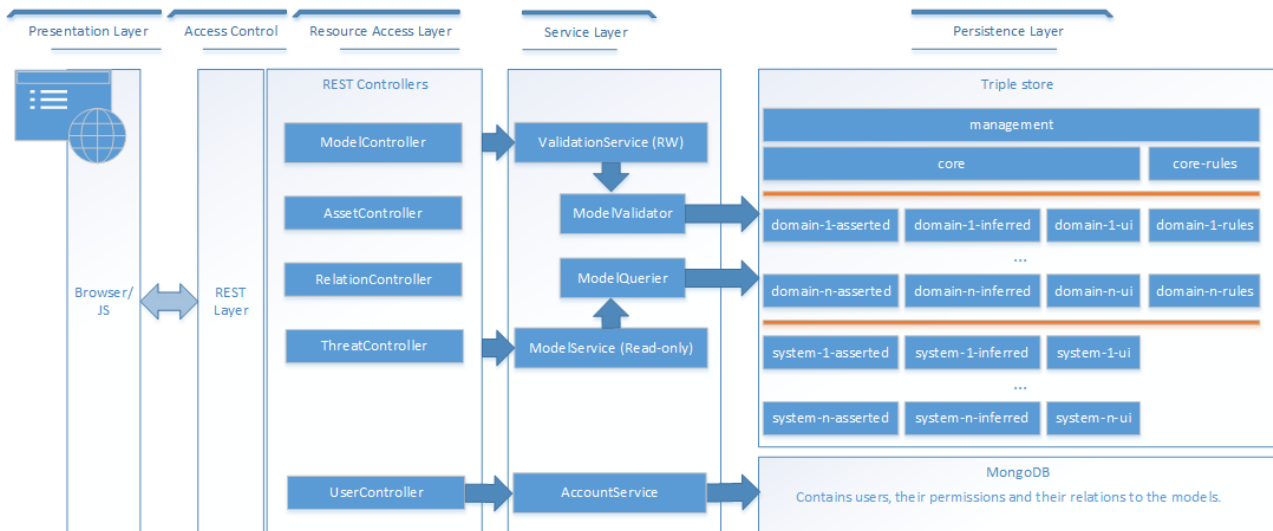 Presentation Layer
Access Control
Resource Access Layer
Service Layer
Persistence Layer
REST Controllers
Triple store
management
ModelController
ValidationService (RW)
core
core-rules
AssetController
ModelValidator
domain-1-asserted
domain-1-inferred
domain-1-ui
domain-1-rules
...
Browser/
JS
REST
Layer
RelationController
ModelQuerier
domain-n-asserted
domain-n-inferred
domain-n-ui
domain-n-rules
ThreatController
ModelService (Read-only)
system-1-asserted
system-1-inferred
system-1-ui
...
system-n-asserted
system-n-inferred
system-n-ui
MongoDB
UserController
AccountService
Contains users, their permissions and their relations to the models.